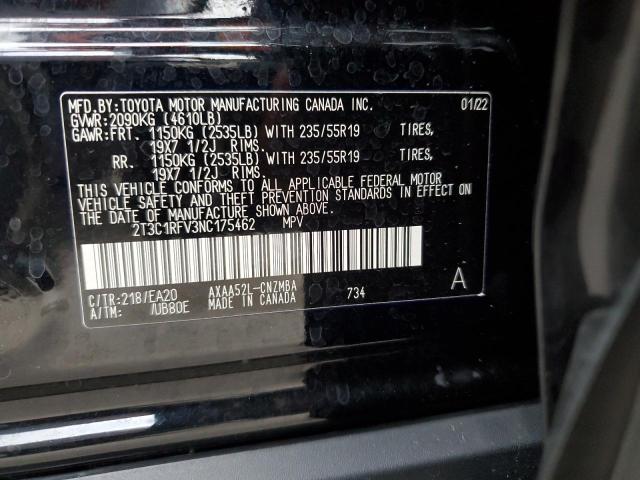 MFD.BY:TOYOTA MOTOR MANUFACTURING CANADA INC. 01/22
GVWR:2090KG (4610LB)
GAWR:FRT. 1150KG (2535LB) WITH 235/55R19 TIRES,
19X7 1/2J RIMS.
RR. 1150KG (2535LB) WITH 235/55R19 TIRES,
19X7 1/2J RIMS.
THIS VEHICLE CONFORMS TO ALL APPLICABLE FEDERAL MOTOR
VEHICLE SAFETY AND THEFT PREVENTION STANDARDS IN EFFECT
ON THE DATE OF MANUFACTURE SHOWN ABOVE.
2T3C1RFV3NC175462 MPV
C/TR:218/EA20 AXAA52L-CNZMBA 734 A
A/TM: /UB80E MADE IN CANADA